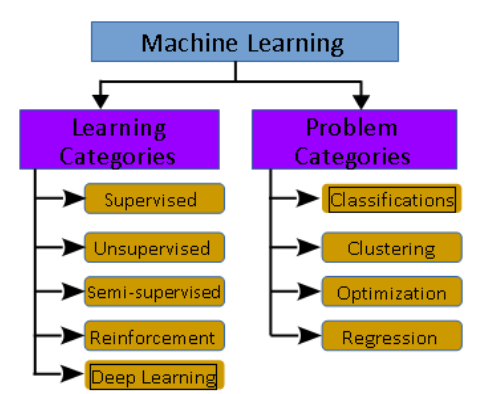 Machine Learning
Learning
Categories
Supervised
Unsupervised
Semi-supervised
Reinforcement
Deep Learning
Problem
Categories
Classifications
Clustering
Optimization
Regression